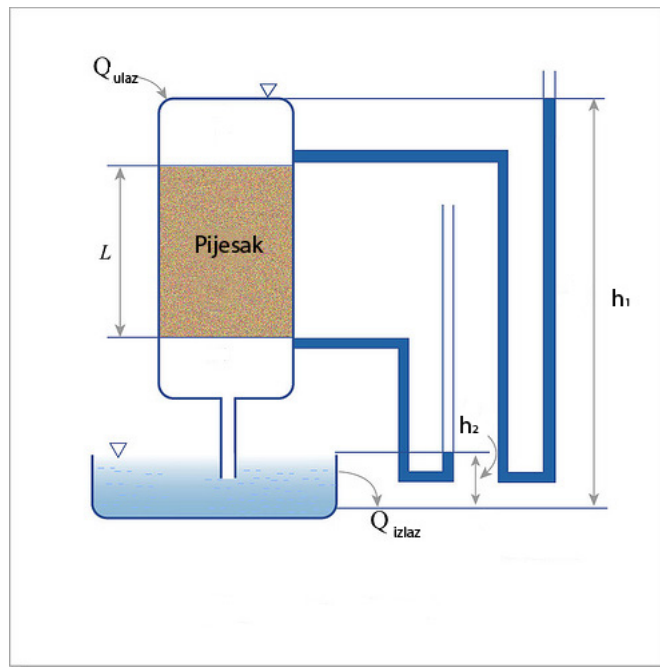 Q ulaz
Pijesak
L
h₁
h₂
Q izlaz